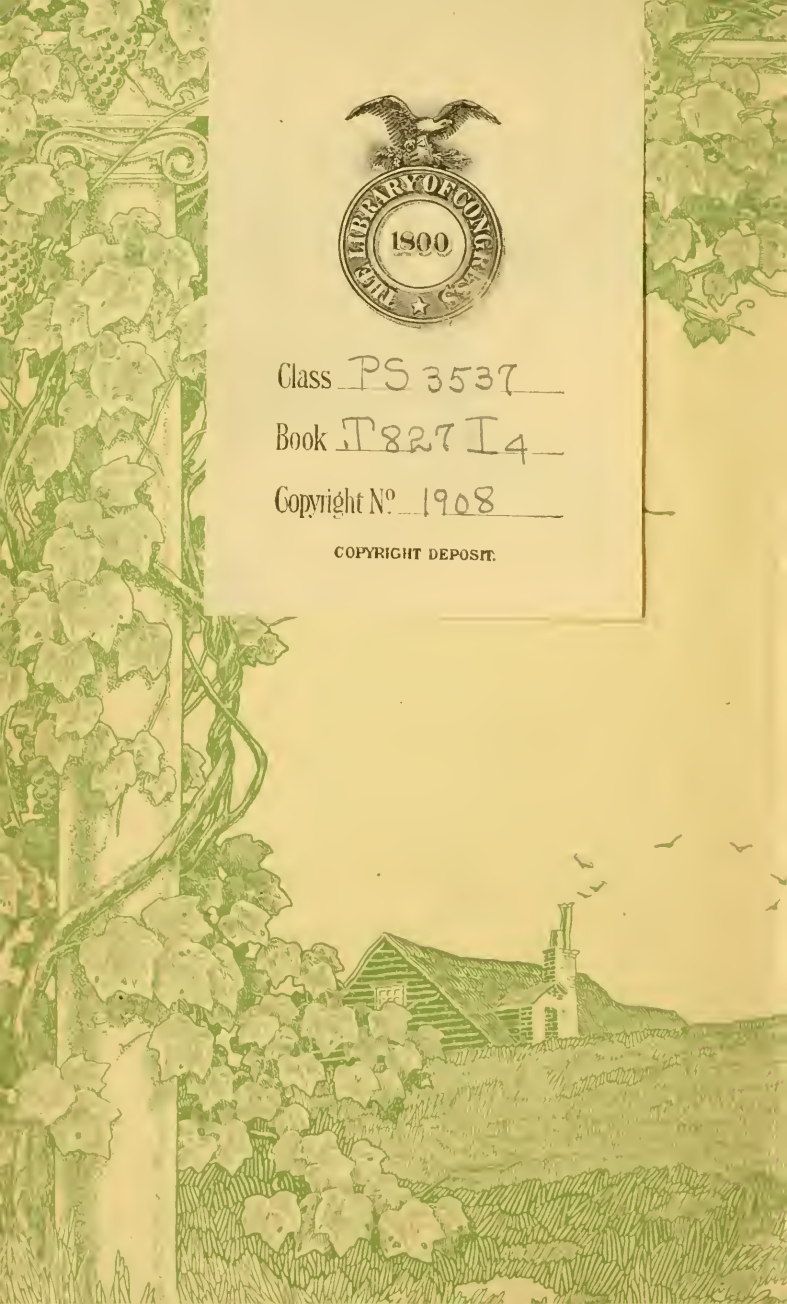 THE LIBRARY OF CONGRESS
1800
Class PS 3537
Book .T827 I4
Copyright No 1908
COPYRIGHT DEPOSIT.